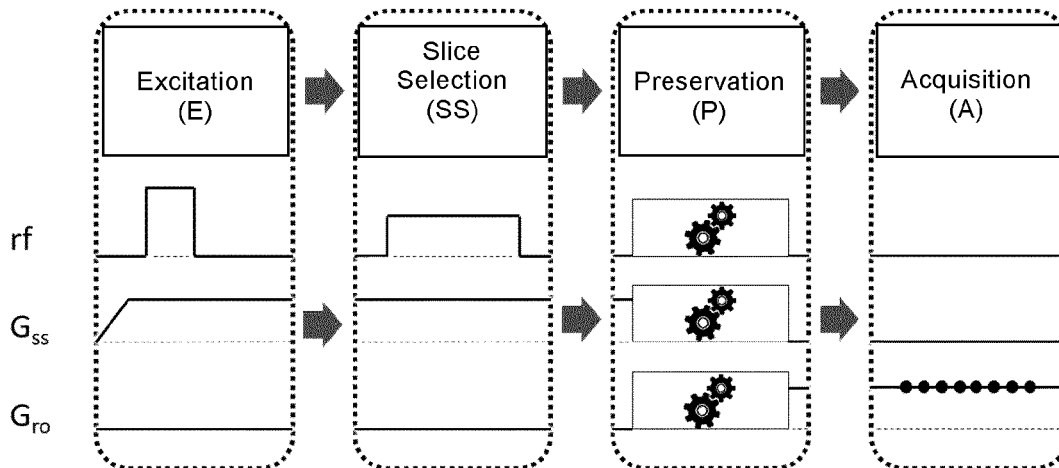 Excitation
(E)
Slice
Selection
(SS)
Preservation
(P)
Acquisition
(A)
rf
Gss
Gro